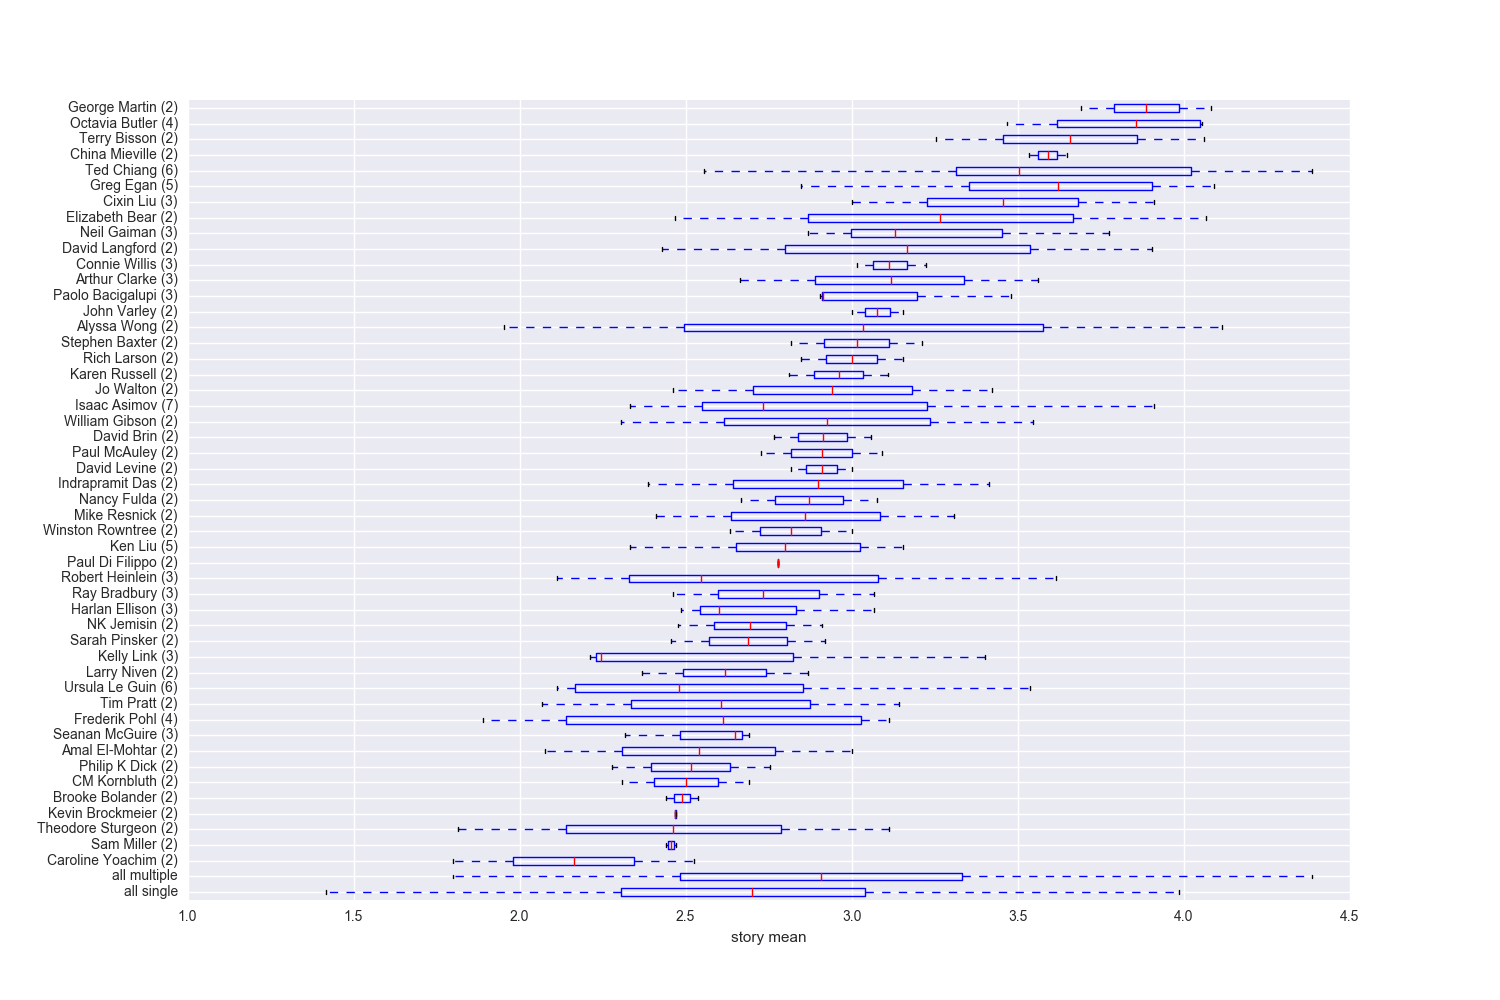 George Martin (2)
Octavia Butler (4)
Terry Bisson (2)
China Mieville (2)
Ted Chiang (6)
Greg Egan (5)
Cixin Liu (3)
Elizabeth Bear (2)
Neil Gaiman (3)
David Langford (2)
Connie Willis (3)
Arthur Clarke (3)
Paolo Bacigalupi (3)
John Varley (2)
Alyssa Wong (2)
Stephen Baxter (2)
Rich Larson (2)
Karen Russell (2)
Jo Walton (2)
Isaac Asimov (7)
William Gibson (2)
David Brin (2)
Paul McAuley (2)
David Levine (2)
Indrapramit Das (2)
Nancy Fulda (2)
Mike Resnick (2)
Winston Rowntree (2)
Ken Liu (5)
Paul Di Filippo (2)
Robert Heinlein (3)
Ray Bradbury (3)
Harlan Ellison (3)
NK Jemisin (2)
Sarah Pinsker (2)
Kelly Link (3)
Larry Niven (2)
Ursula Le Guin (6)
Tim Pratt (2)
Frederik Pohl (4)
Seanan McGuire (3)
Amal El-Mohtar (2)
Philip K Dick (2)
CM Kornbluth (2)
Brooke Bolander (2)
Kevin Brockmeier (2)
Theodore Sturgeon (2)
Sam Miller (2)
Caroline Yoachim (2)
all multiple
all single
1.0 1.5 2.0 2.5 3.0 3.5 4.0 4.5
story mean